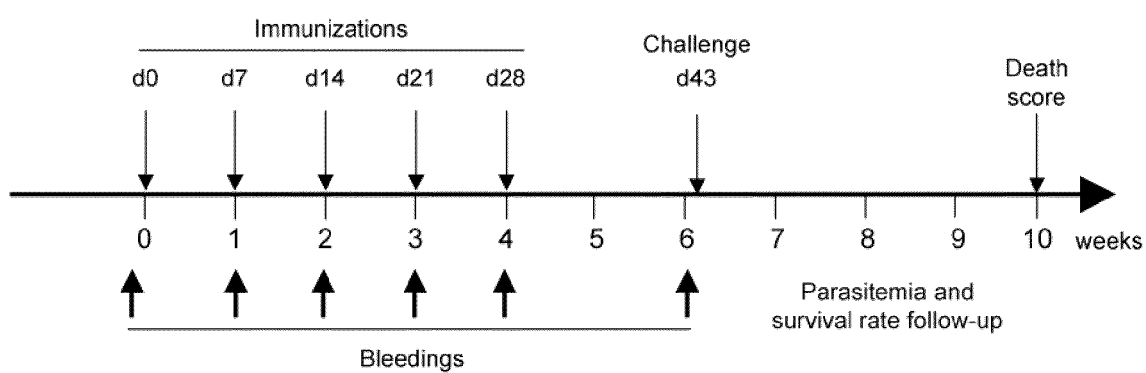 Immunizations
Challenge
d0 d7 d14 d21 d28 d43
Death
score
0 1 2 3 4 5 6 7 8 9 10 weeks
Parasitemia and
survival rate follow-up
Bleedings